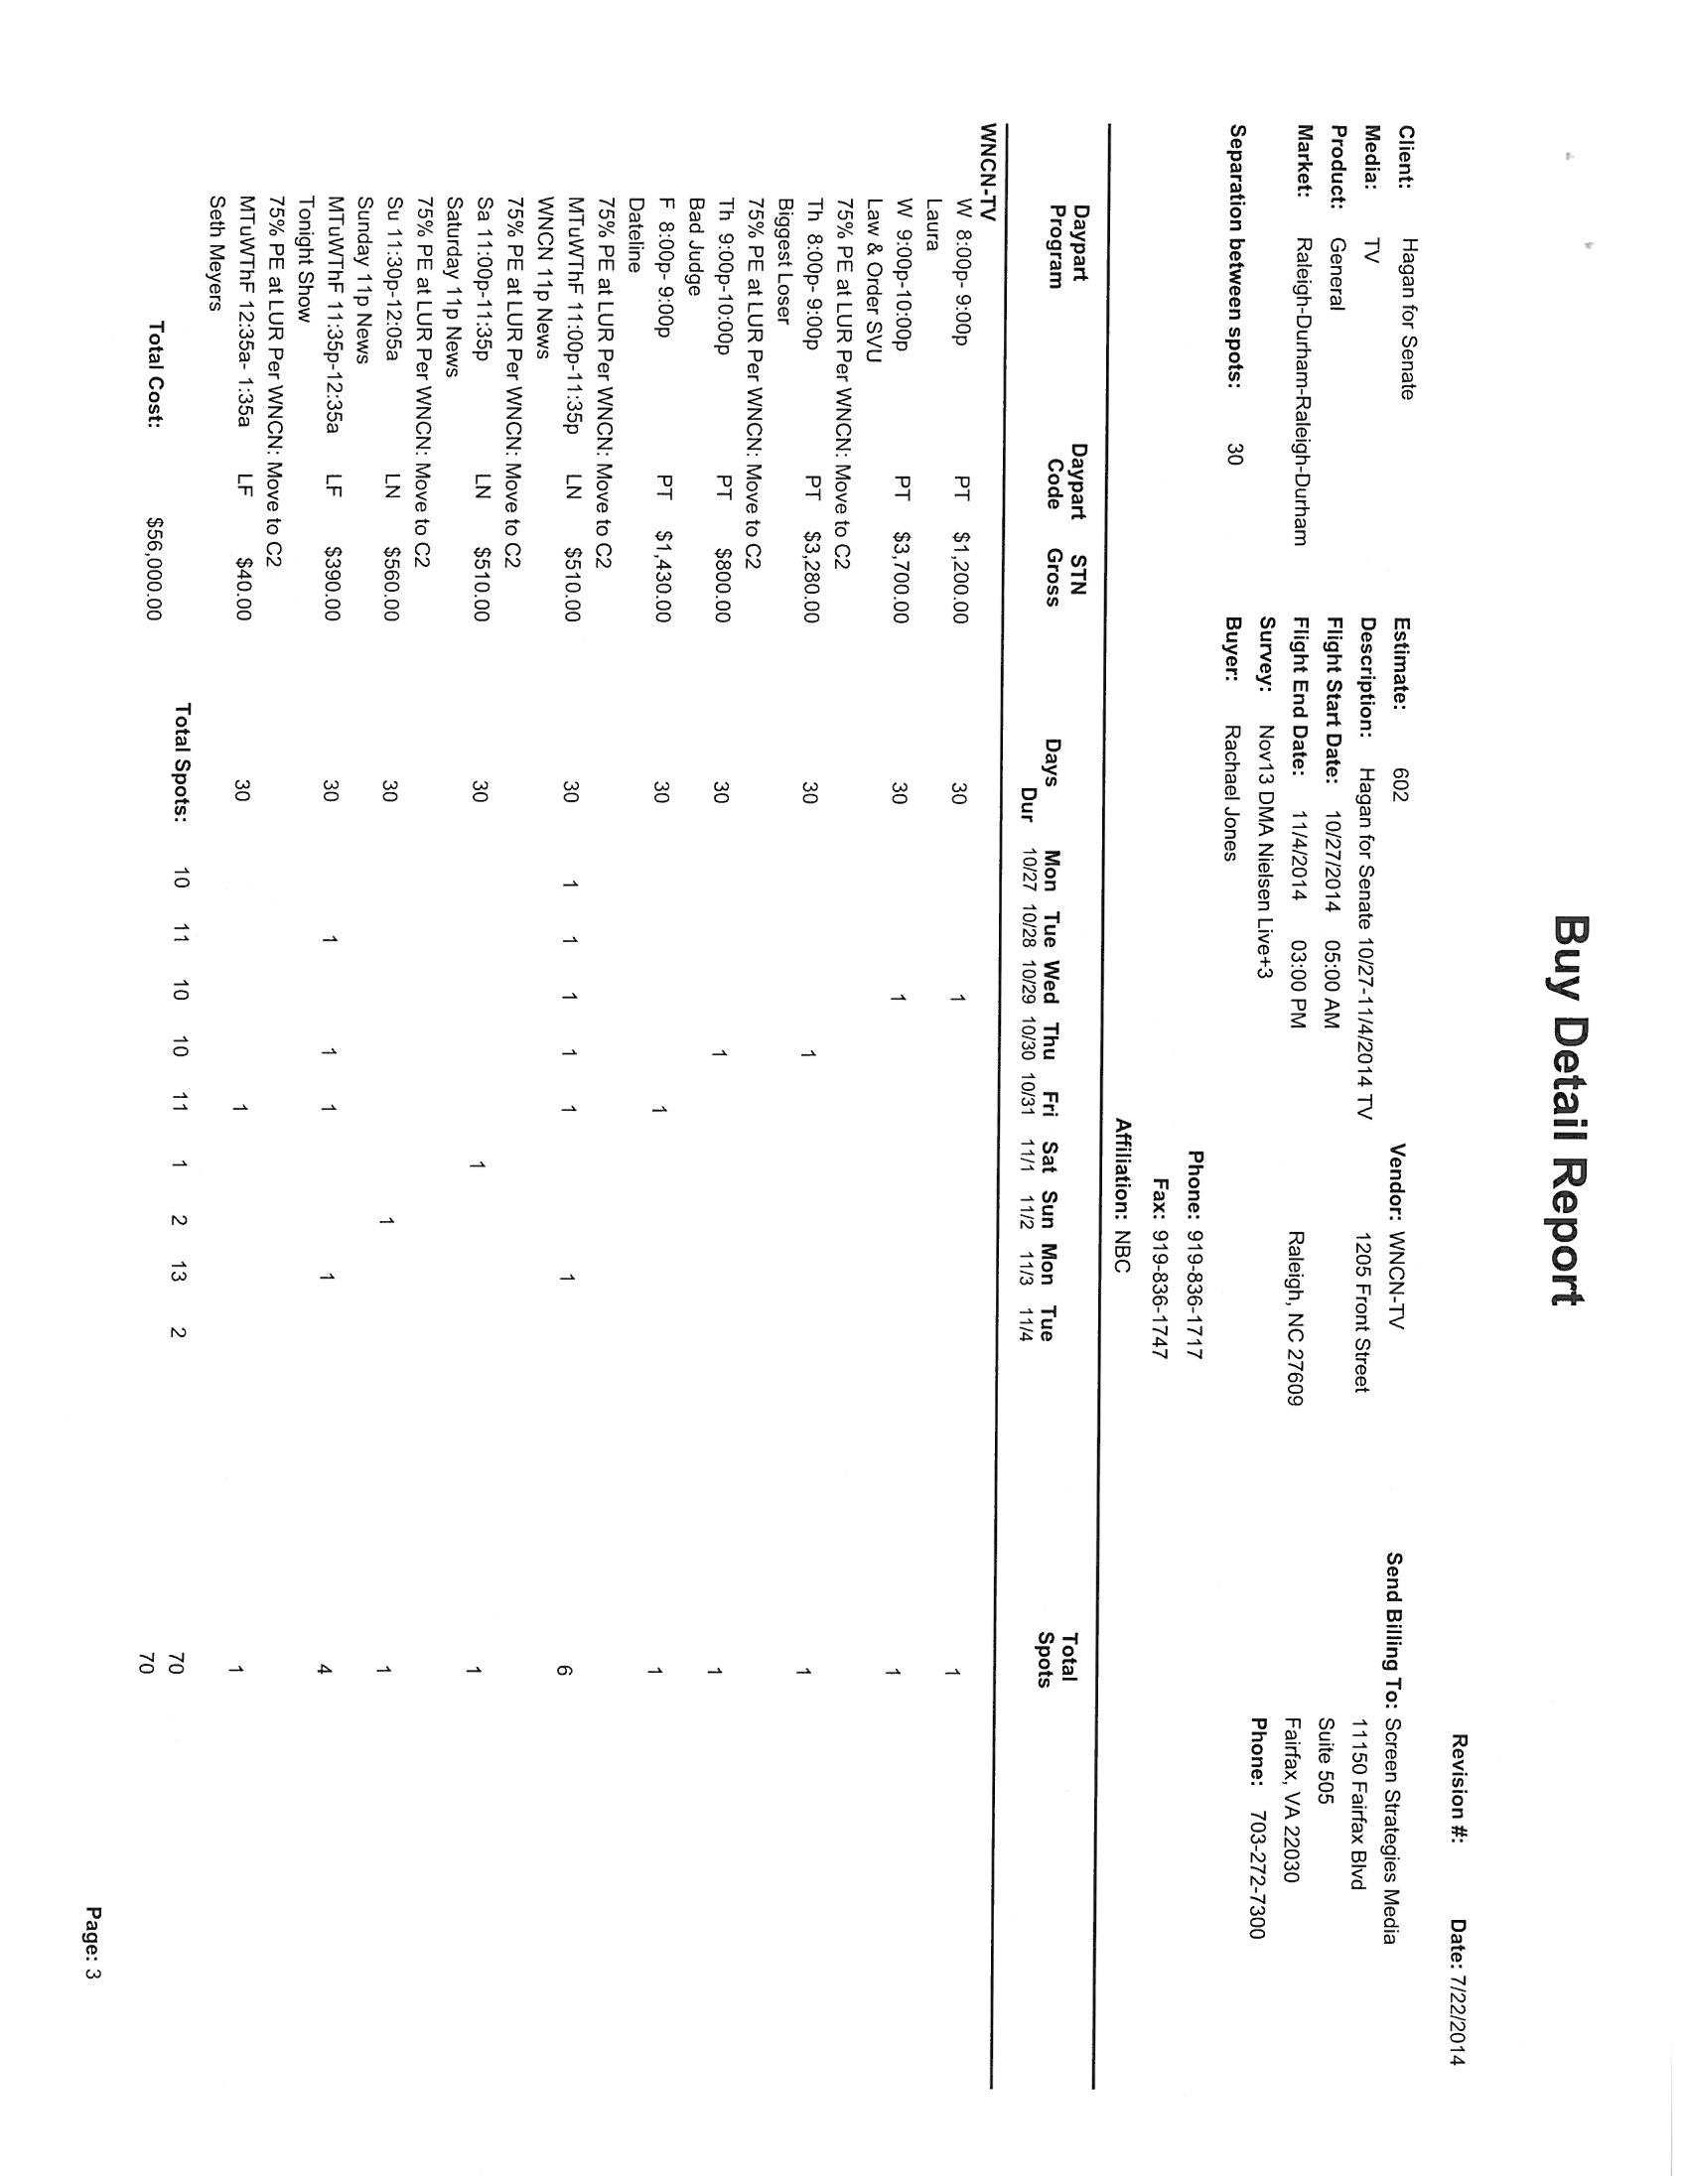 Buy Detail Report
Revision #: Date: 7/22/2014
Client: Hagan for Senate Estimate: 602 Vendor: WNCN-TV Send Billing To: Screen Strategies Media
Media: TV Description: Hagan for Senate 10/27-11/4/2014 TV 1205 Front Street 11150 Fairfax Blvd
Product: General Flight Start Date: 10/27/2014 05:00 AM Suite 505
Market: Raleigh-Durham-Raleigh-Durham Flight End Date: 11/4/2014 03:00 PM Raleigh, NC 27609 Fairfax, VA 22030
Survey: Nov13 DMA Nielsen Live+3 Phone: 703-272-7300
Separation between spots: 30 Buyer: Rachael Jones
Phone: 919-836-1717
Fax: 919-836-1747
Affiliation: NBC
Daypart Daypart STN Days Mon Tue Wed Thu Fri Sat Sun Mon Tue Total
Program Code Gross Dur 10/27 10/28 10/29 10/30 10/31 11/1 11/2 11/3 11/4 Spots
WNCN-TV
W 8:00p- 9:00p PT $1,200.00 30 1 1
Laura
W 9:00p-10:00p PT $3,700.00 30 1 1
Law & Order SVU
75% PE at LUR Per WNCN: Move to C2
Th 8:00p- 9:00p PT $3,280.00 30 1 1
Biggest Loser
75% PE at LUR Per WNCN: Move to C2
Th 9:00p-10:00p PT $800.00 30 1 1
Bad Judge
F 8:00p- 9:00p PT $1,430.00 30 1 1
Dateline
75% PE at LUR Per WNCN: Move to C2
MTuWThF 11:00p-11:35p LN $510.00 30 1 1 1 1 1 1 6
WNCN 11p News
75% PE at LUR Per WNCN: Move to C2
Sa 11:00p-11:35p LN $510.00 30 1 1
Saturday 11p News
75% PE at LUR Per WNCN: Move to C2
Su 11:30p-12:05a LN $560.00 30 1 1
Sunday 11p News
MTuWThF 11:35p-12:35a LF $390.00 30 1 1 1 1 4
Tonight Show
75% PE at LUR Per WNCN: Move to C2
MTuWThF 12:35a- 1:35a LF $40.00 30 1 1
Seth Meyers
Total Spots: 10 11 10 10 11 1 2 13 2 70
Total Cost: $56,000.00 70
Page: 3